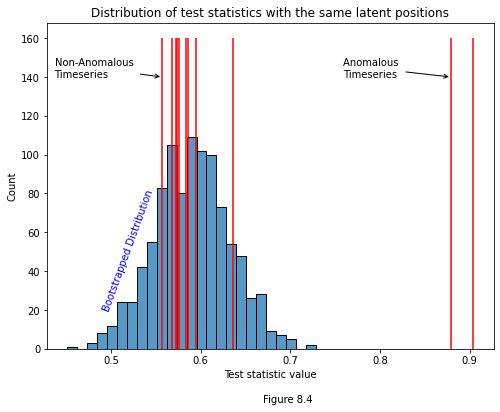 Distribution of test statistics with the same latent positions
160
140
120
100
80
60
40
20
0
Count
Non-Anomalous
Timeseries
Anomalous
Timeseries
Bootstrapped Distribution
0.5 0.6 0.7 0.8 0.9
Test statistic value
Figure 8.4